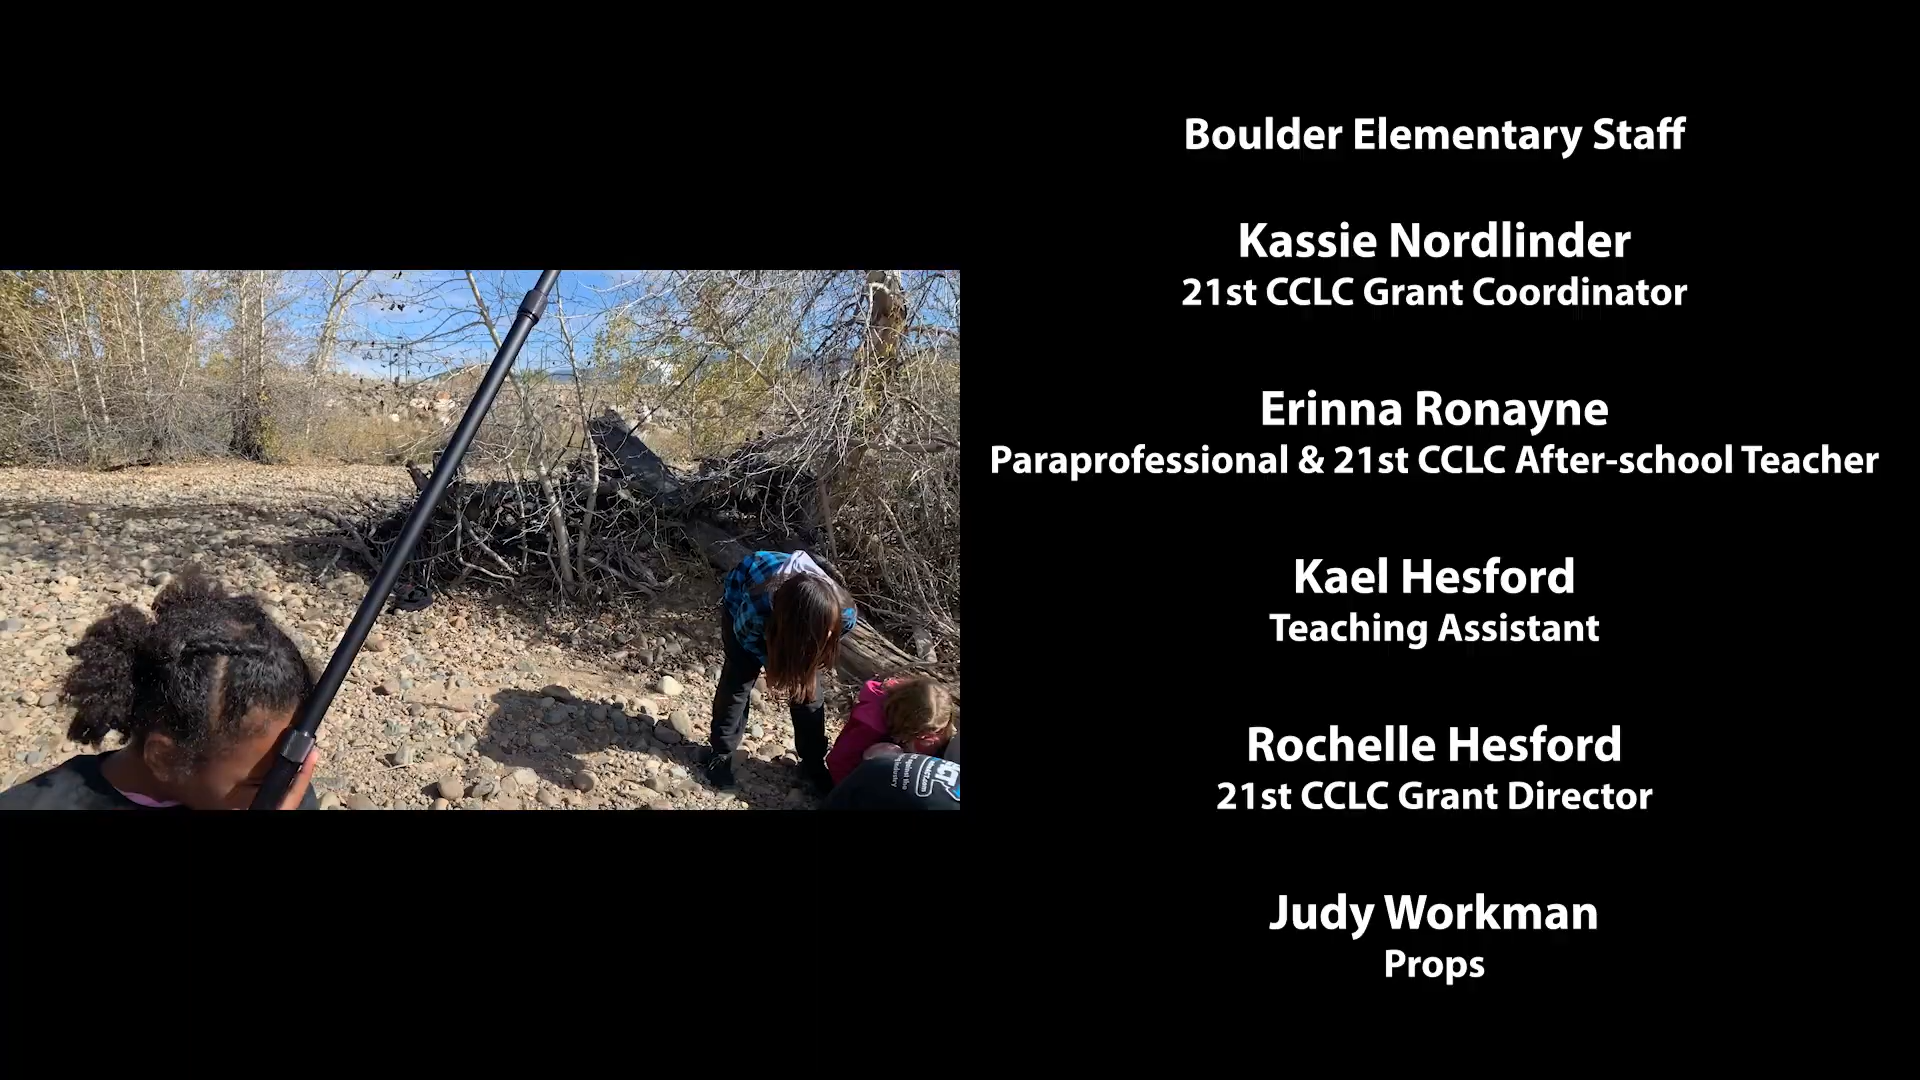 Boulder Elementary Staff
Kassie Nordlinder
21st CCLC Grant Coordinator
Erinna Ronayne
Paraprofessional & 21st CCLC After-school Teacher
Kael Hesford
Teaching Assistant
Rochelle Hesford
21st CCLC Grant Director
Judy Workman
Props